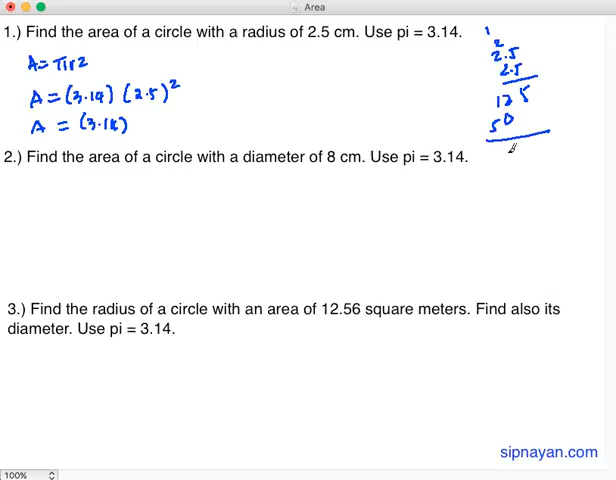 Area
1.) Find the area of a circle with a radius of 2.5 cm. Use pi = 3.14.
A = πr2
A = (3.14) (2.5)²
A = (3.14)
1
2
2.5
2.5
125
50
2.) Find the area of a circle with a diameter of 8 cm. Use pi = 3.14.
3.) Find the radius of a circle with an area of 12.56 square meters. Find also its
diameter. Use pi = 3.14.
sipnayan.com
100%